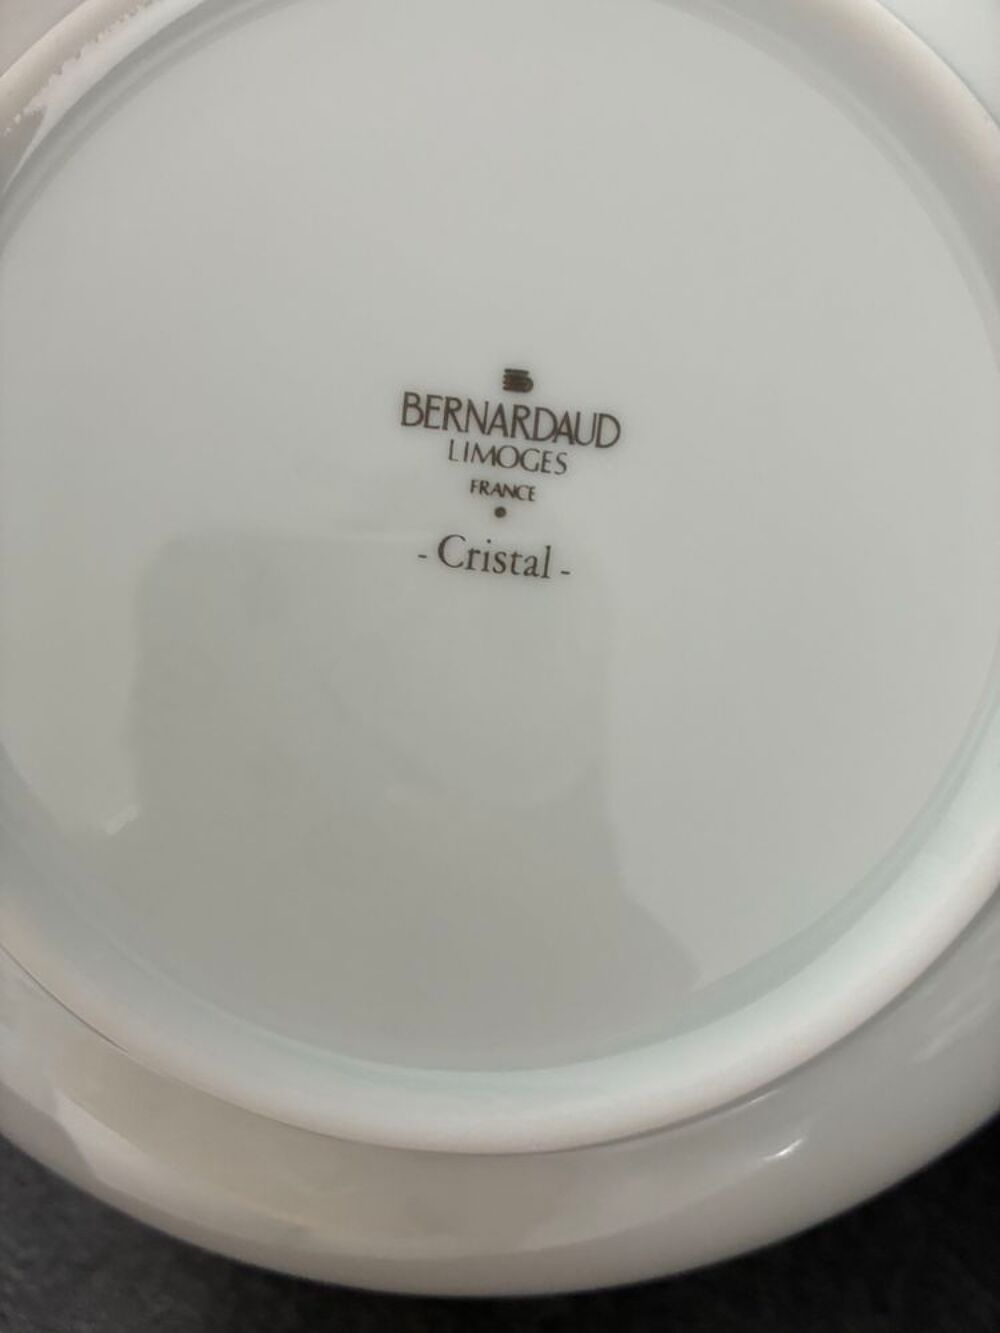 BERNARDAUD
LIMOGES
FRANCE
- Cristal -